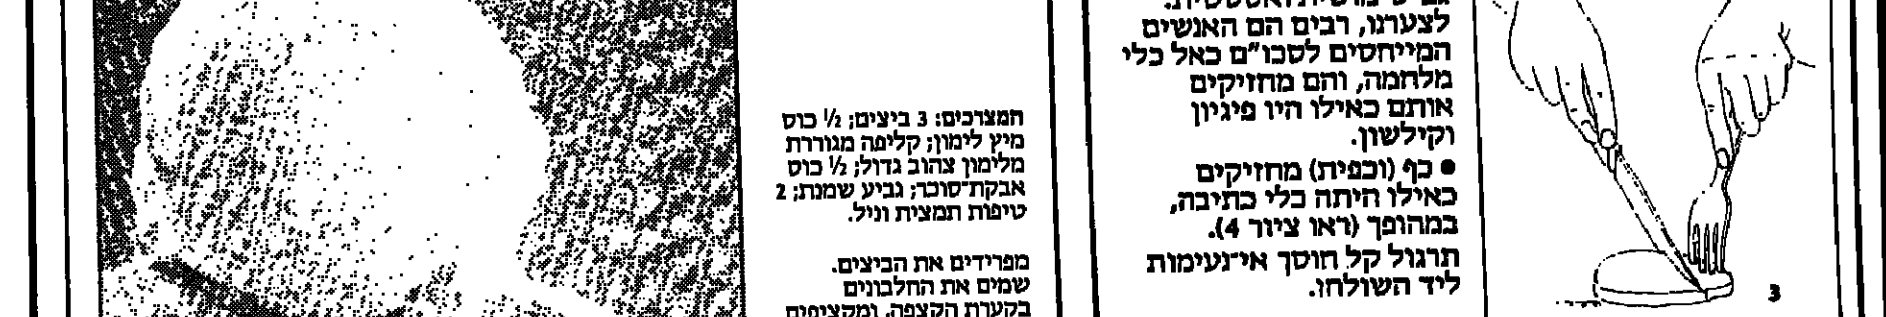 לצערנו, רבים הם האנשים
המייחסים לסכו"ם כאל כלי
מלחמה, והם מחזיקים
אותם כאילו היו פיגיון
וקילשון.
● כף (וכפית) מחזיקים
כאילו היתה כלי כתיבה,
במהופך (ראו ציור 4).
תרגול קל חוסך אי־נעימות
ליד השולחן.
3
המצרכים: 3 ביצים; ½ כוס
מיץ לימון; קליפה מגוררת
מלימון צהוב גדול; ½ כוס
אבקת־סוכר; גביע שמנת; 2
טיפות תמצית וניל.
מפרידים את הביצים.
שמים את החלבונים
בקערת הקצפה, ומקציפים